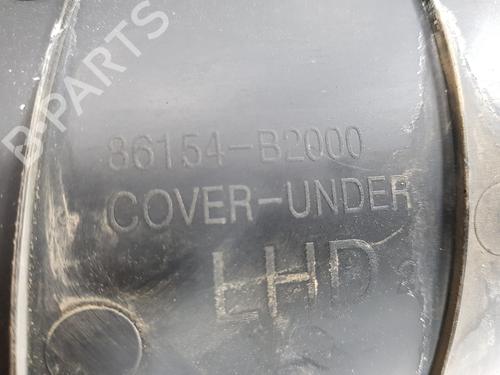 B-PARTS
86154-B2000
COVER-UNDER
LHD